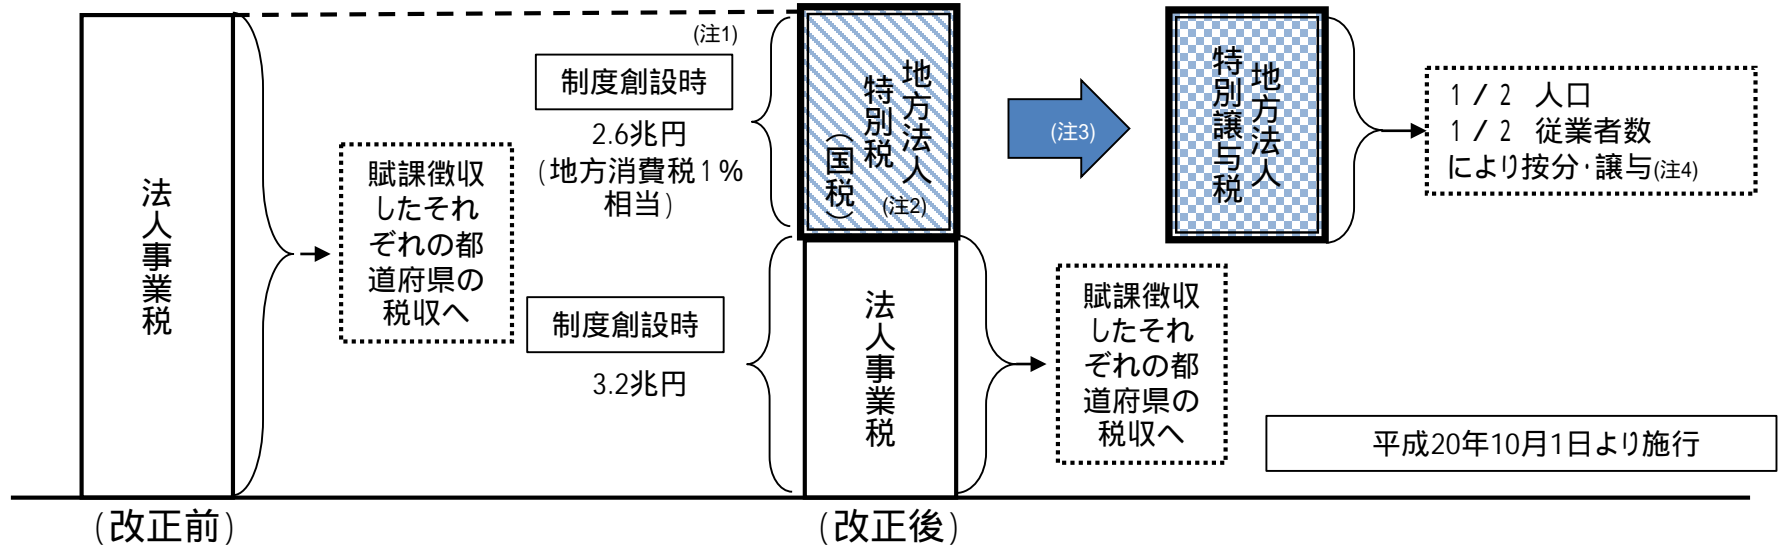 法人事業税
賦課徴収
したそれ
ぞれの都
道府県の
税収へ
(注1)
制度創設時
2.6兆円
(地方消費税1%
相当)
制度創設時
3.2兆円
地方法人
特別税
(国税)
(注2)
法人事業税
(注3)
地方法人
特別譲与税
1/2 人口
1/2 従業者数
により按分・譲与(注4)
賦課徴収
したそれ
ぞれの都
道府県の
税収へ
平成20年10月1日より施行
(改正前)
(改正後)